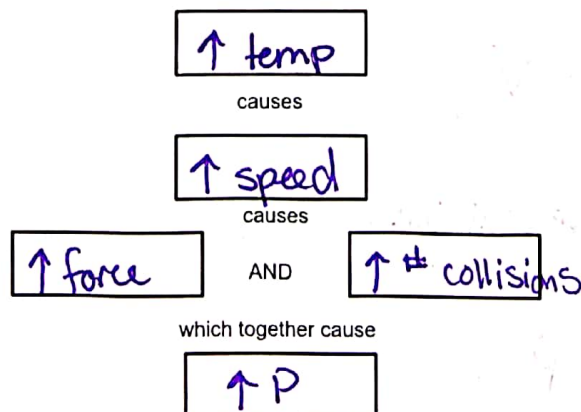 ↑ temp
causes
↑ speed
causes
↑ force AND ↑ # collisions
which together cause
↑ P